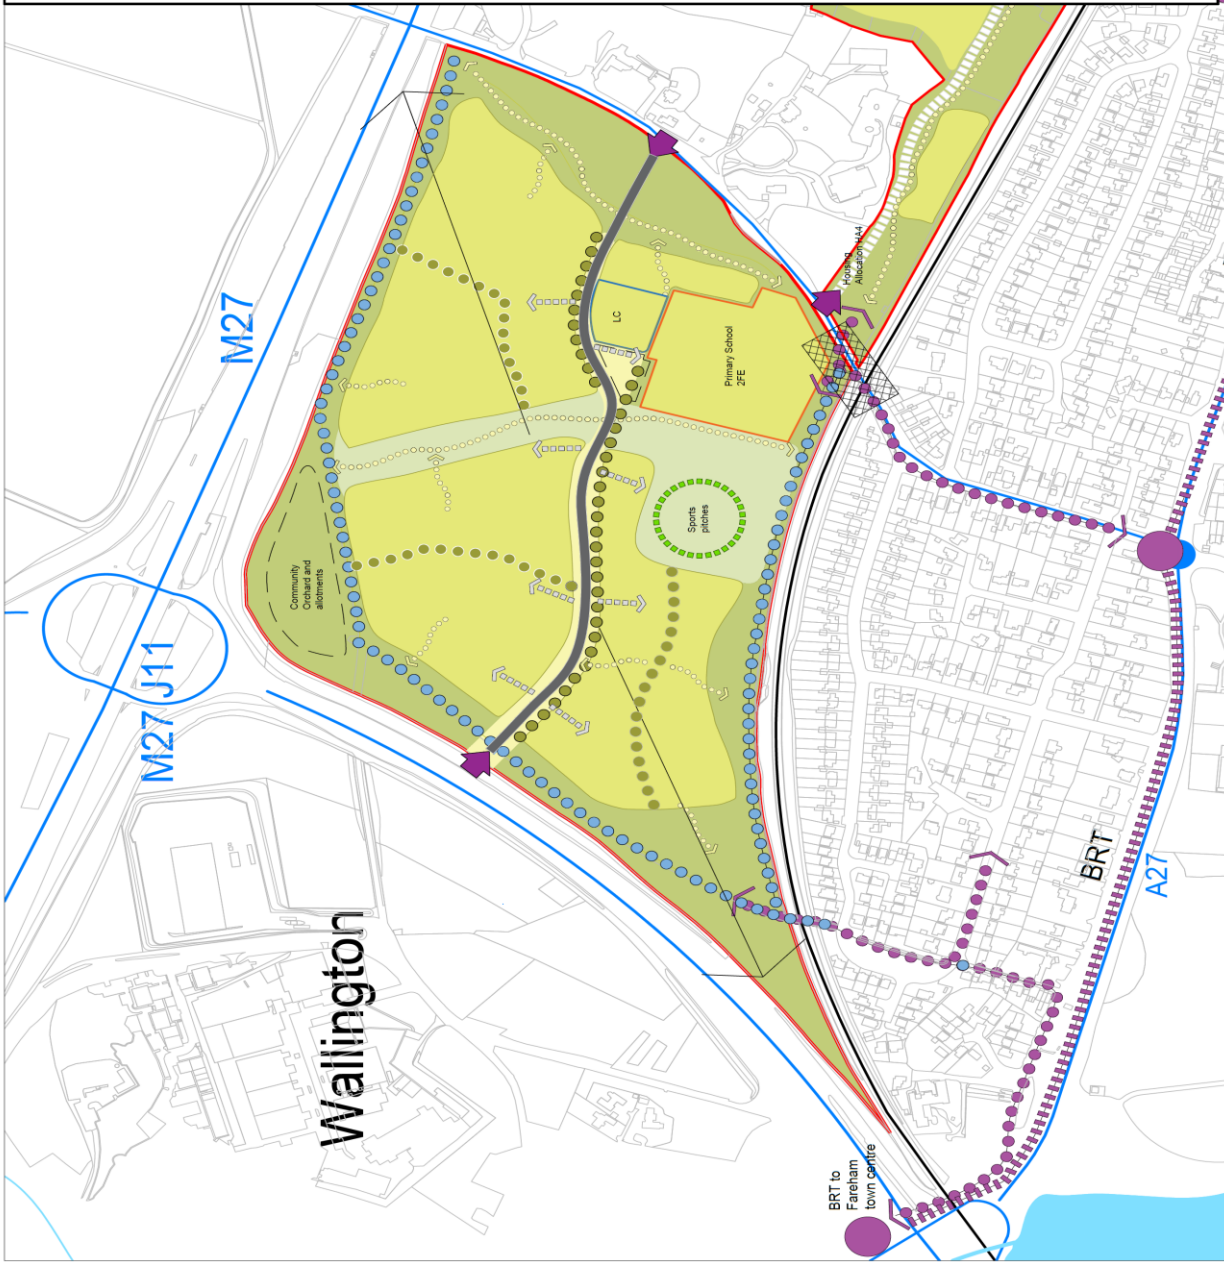 M27
M27 J11
Wallington
Community
Orchard and
allotments
LC
Primary School
2FE
Housing
Allocation HA4
Sports
pitches
BRT
A27
BRT to
Fareham
town centre